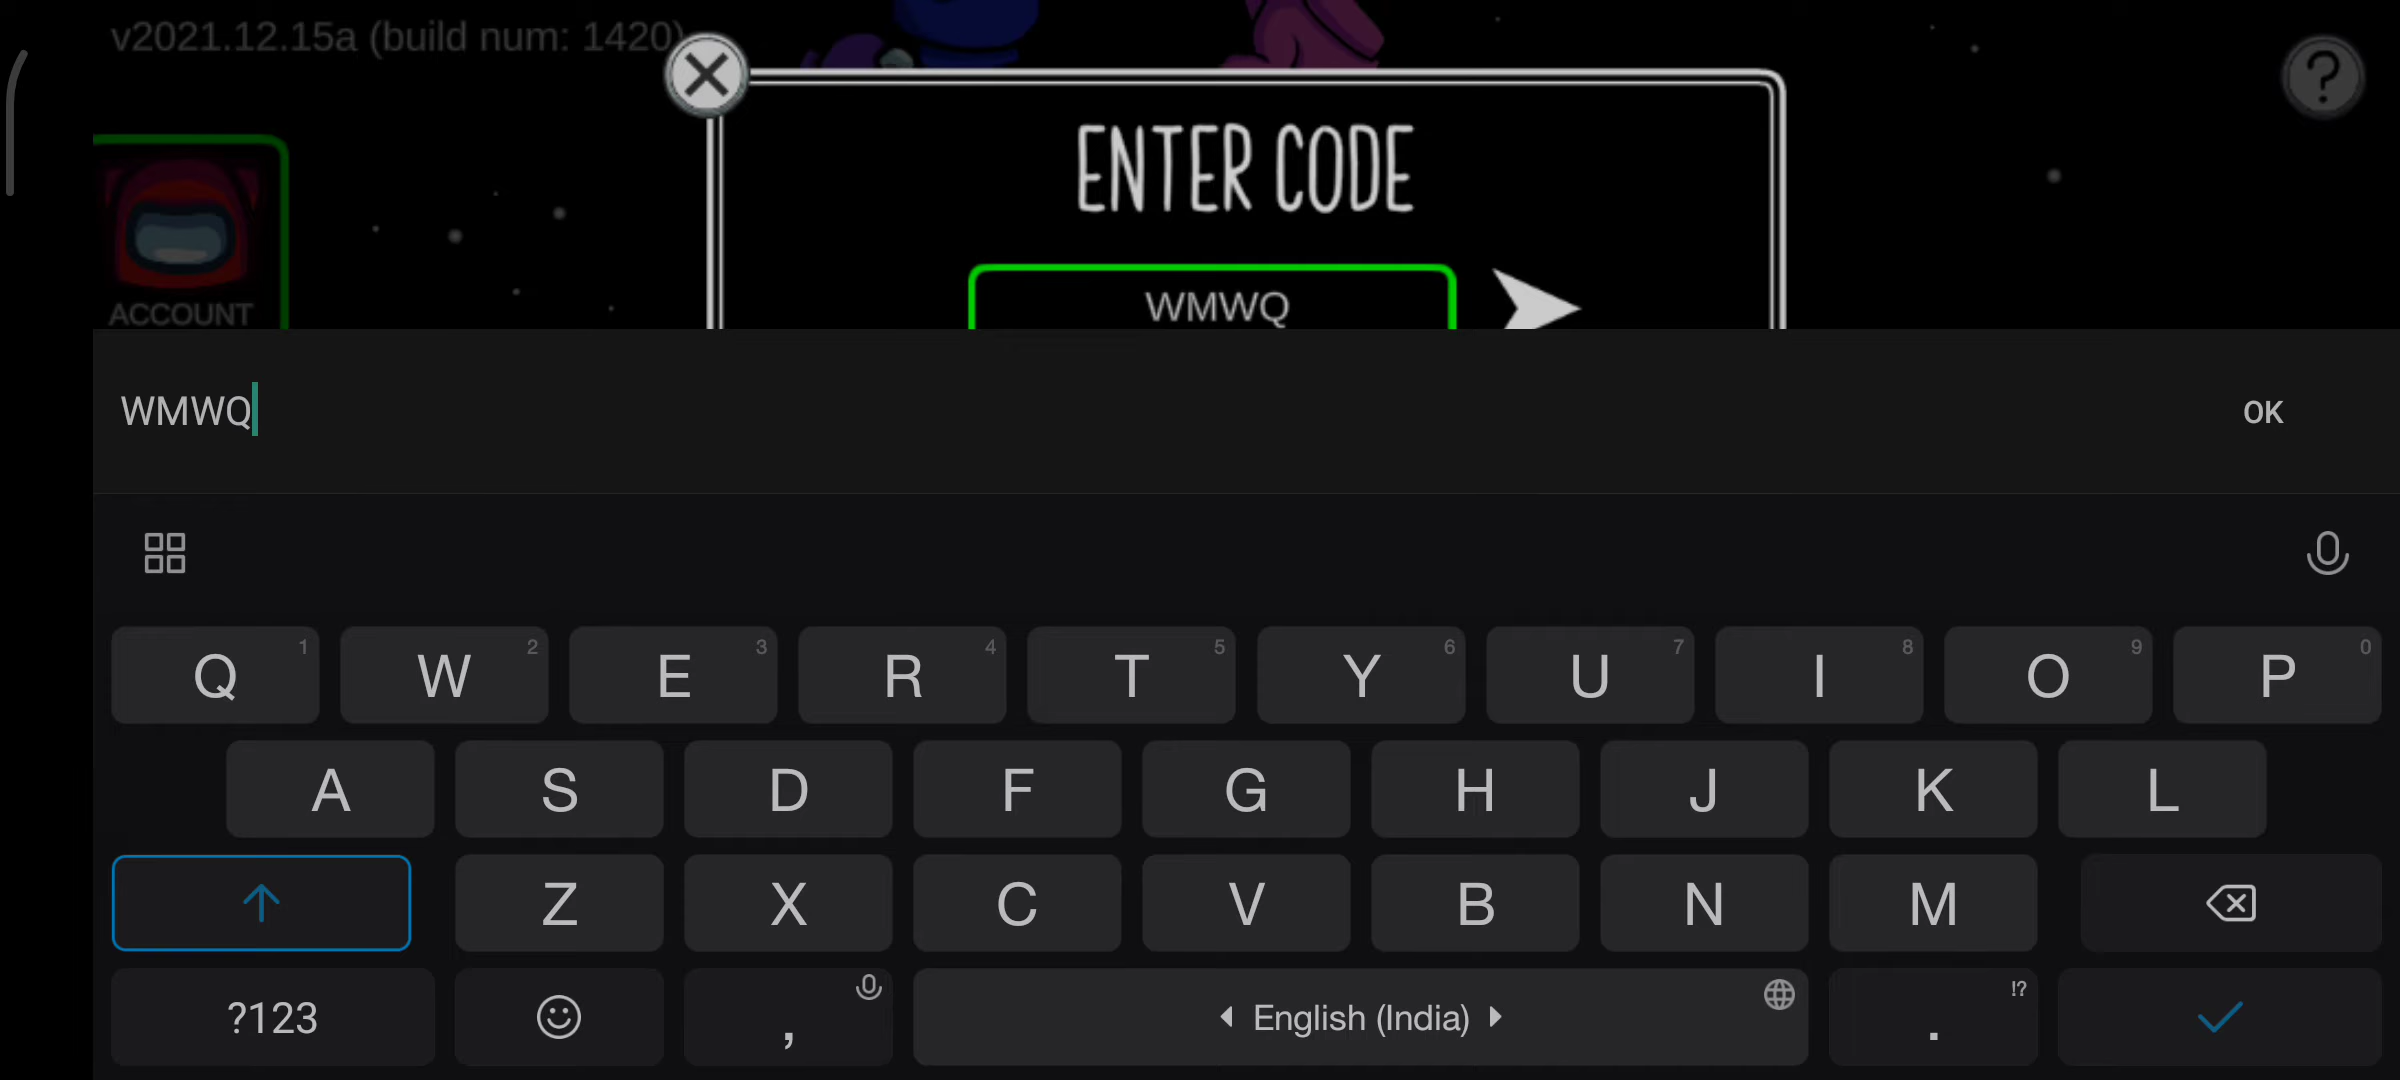 v2021.12.15a (build num: 1420)
?
ENTER CODE
WMWQ
ACCOUNT
WMWQ
OK
Q 1 W 2 E 3 R 4 T 5 Y 6 U 7 I 8 O 9 P 0
A S D F G H J K L
Z X C V B N M
?123 , English (India) . !?